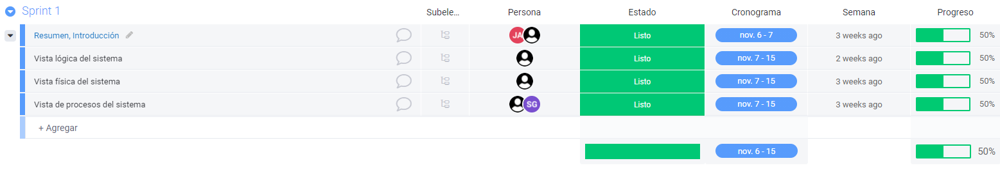 Sprint 1
Subele... Persona Estado Cronograma Semana Progreso
Resumen, Introducción JA Listo nov. 6 - 7 3 weeks ago 50%
Vista lógica del sistema Listo nov. 7 - 15 2 weeks ago 50%
Vista física del sistema Listo nov. 7 - 15 3 weeks ago 50%
Vista de procesos del sistema SG Listo nov. 7 - 15 3 weeks ago 50%
+ Agregar
nov. 6 - 15 50%